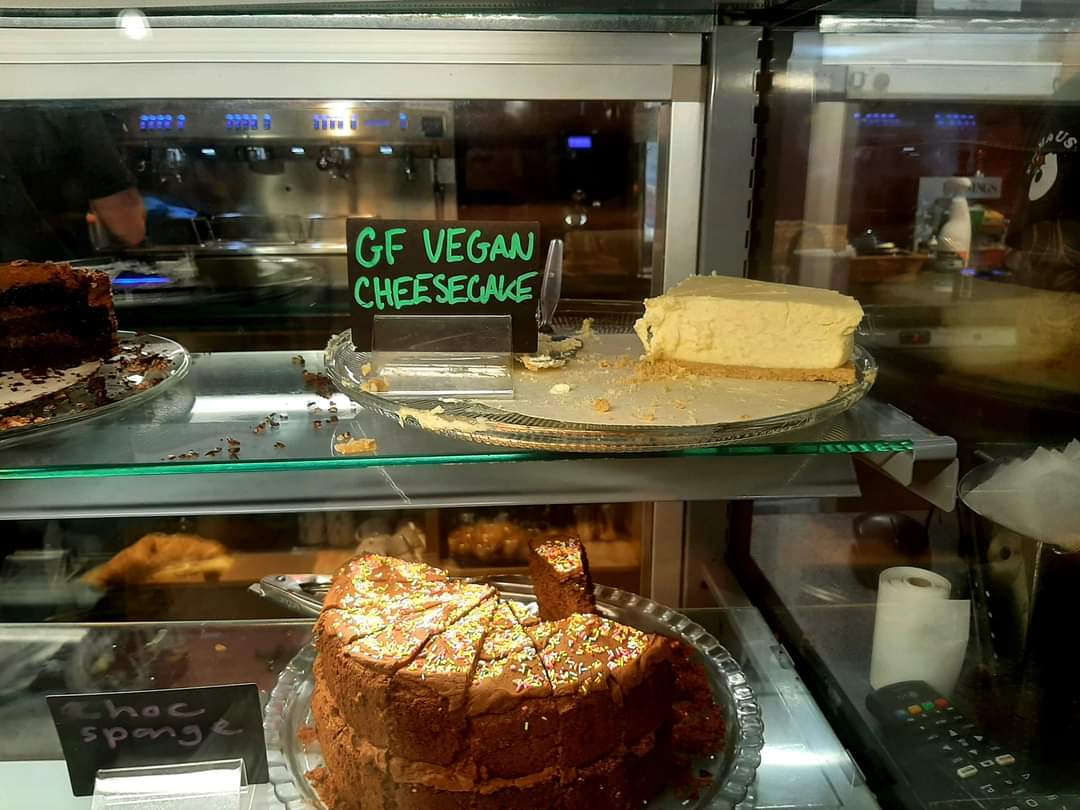 GF VEGAN
CHEESECAKE
choc
sponge